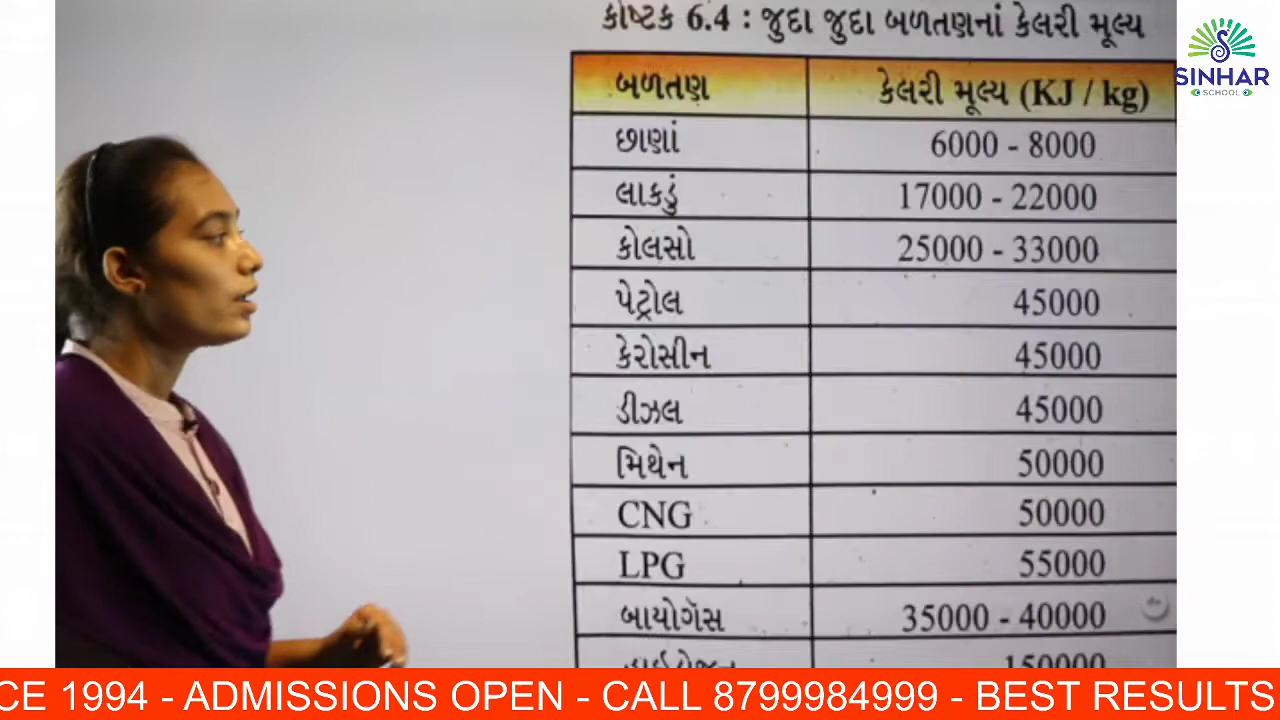 કોષ્ટક 6.4 : જુદા જુદા બળતણનાં કેલરી મૂલ્ય
બળતણ કેલરી મૂલ્ય (KJ / kg)
છાણાં 6000 - 8000
લાકડું 17000 - 22000
કોલસો 25000 - 33000
પેટ્રોલ 45000
કેરોસીન 45000
ડીઝલ 45000
મિથેન 50000
CNG 50000
LPG 55000
બાયોગૅસ 35000 - 40000
હાઈડ્રોજન 150000
SINHAR
SCHOOL
CE 1994 - ADMISSIONS OPEN - CALL 8799984999 - BEST RESULTS